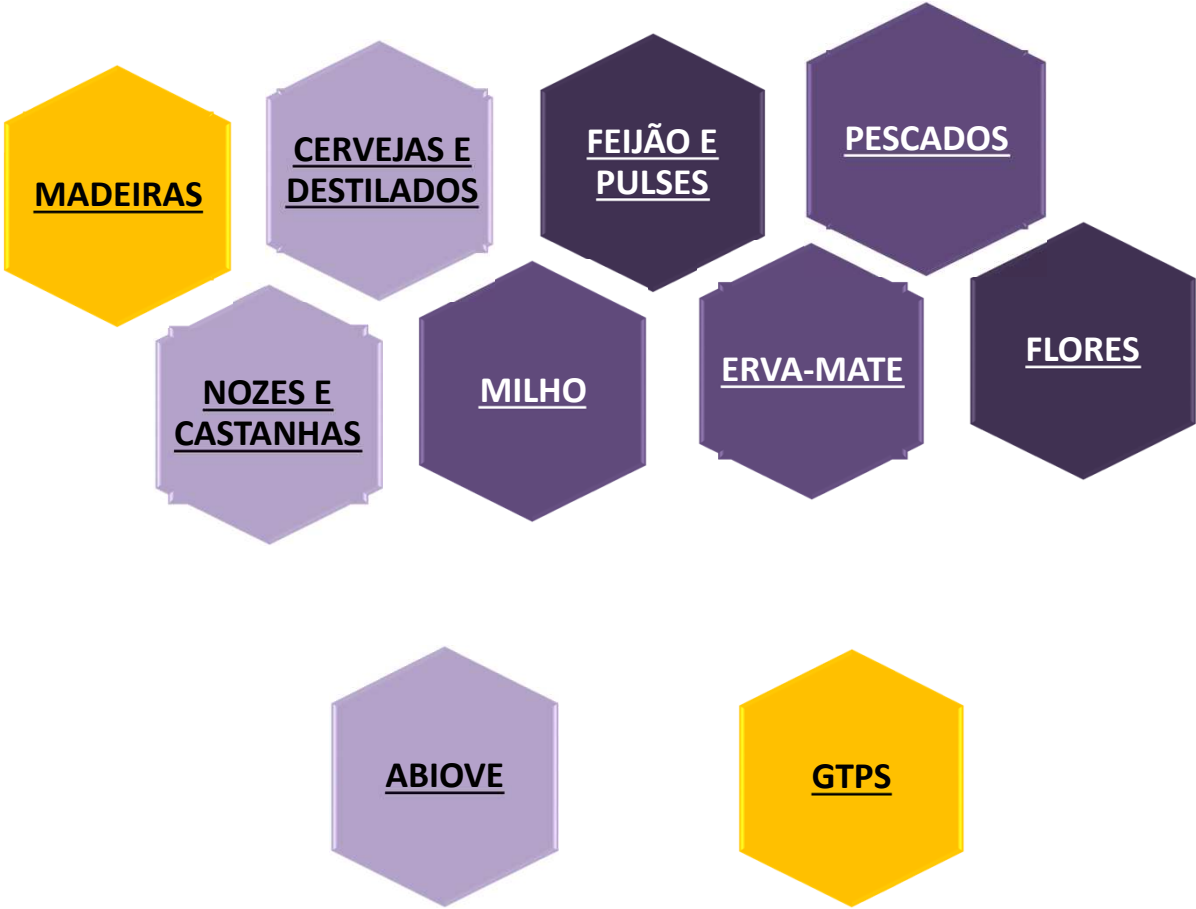 MADEIRAS
CERVEJAS E
DESTILADOS
FEIJÃO E
PULSES
PESCADOS
NOZES E
CASTANHAS
MILHO
ERVA-MATE
FLORES
ABIOVE
GTPS